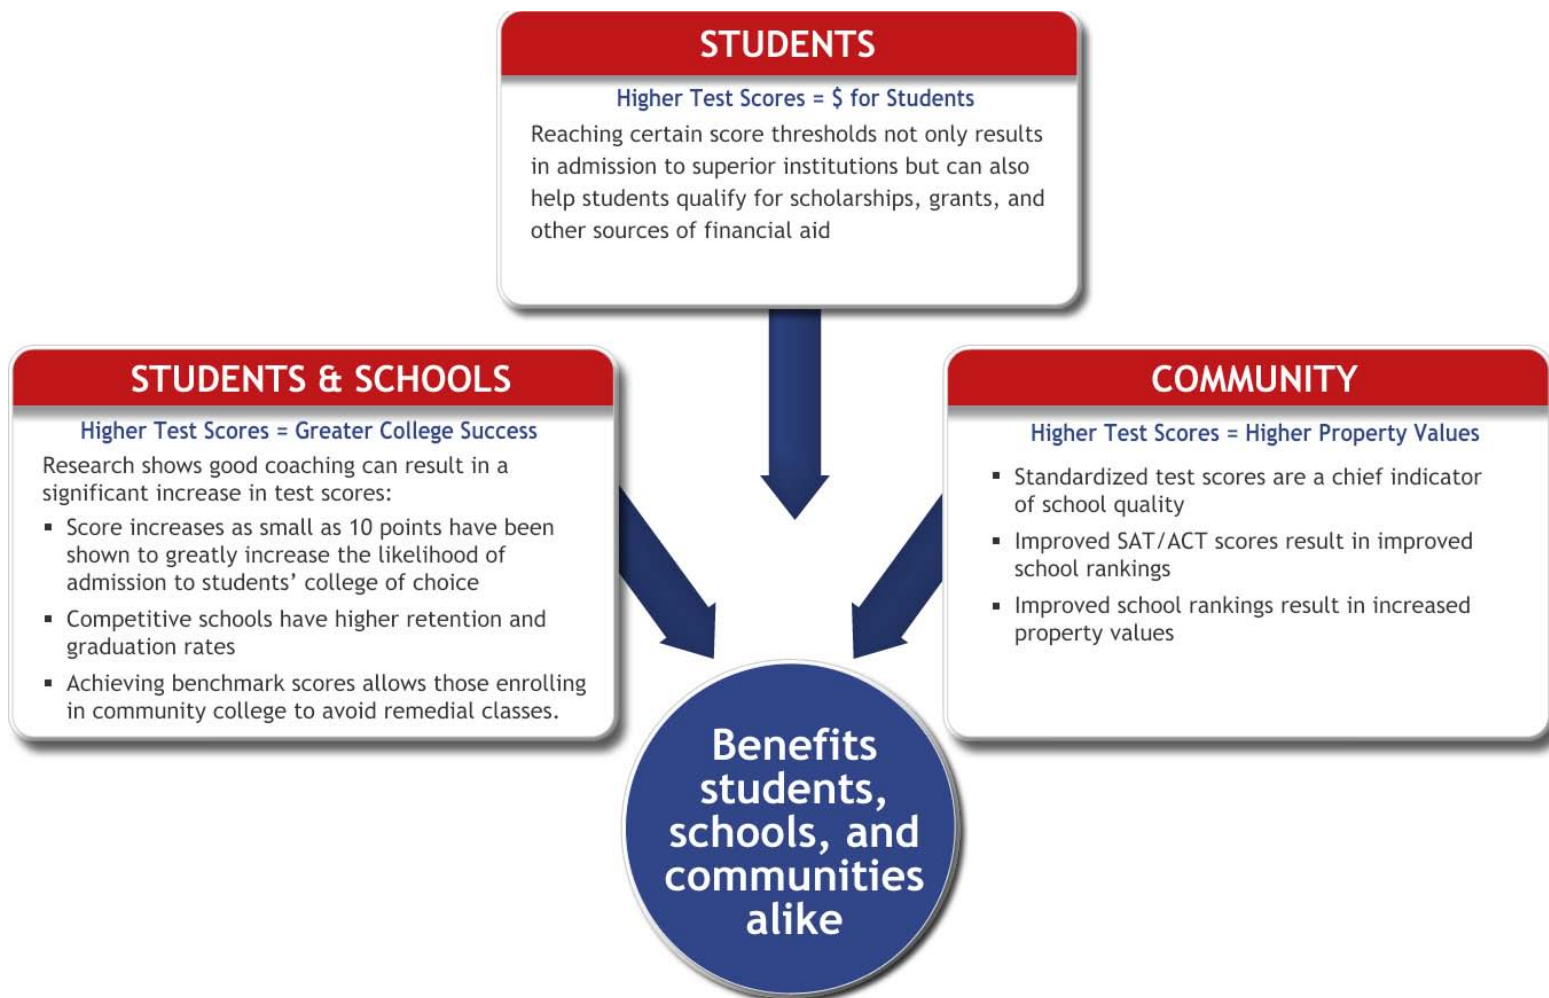 STUDENTS
Higher Test Scores = $ for Students
Reaching certain score thresholds not only results
in admission to superior institutions but can also
help students qualify for scholarships, grants, and
other sources of financial aid
STUDENTS & SCHOOLS
Higher Test Scores = Greater College Success
Research shows good coaching can result in a
significant increase in test scores:
▪ Score increases as small as 10 points have been
shown to greatly increase the likelihood of
admission to students’ college of choice
▪ Competitive schools have higher retention and
graduation rates
▪ Achieving benchmark scores allows those enrolling
in community college to avoid remedial classes.
COMMUNITY
Higher Test Scores = Higher Property Values
▪ Standardized test scores are a chief indicator
of school quality
▪ Improved SAT/ACT scores result in improved
school rankings
▪ Improved school rankings result in increased
property values
Benefits
students,
schools, and
communities
alike